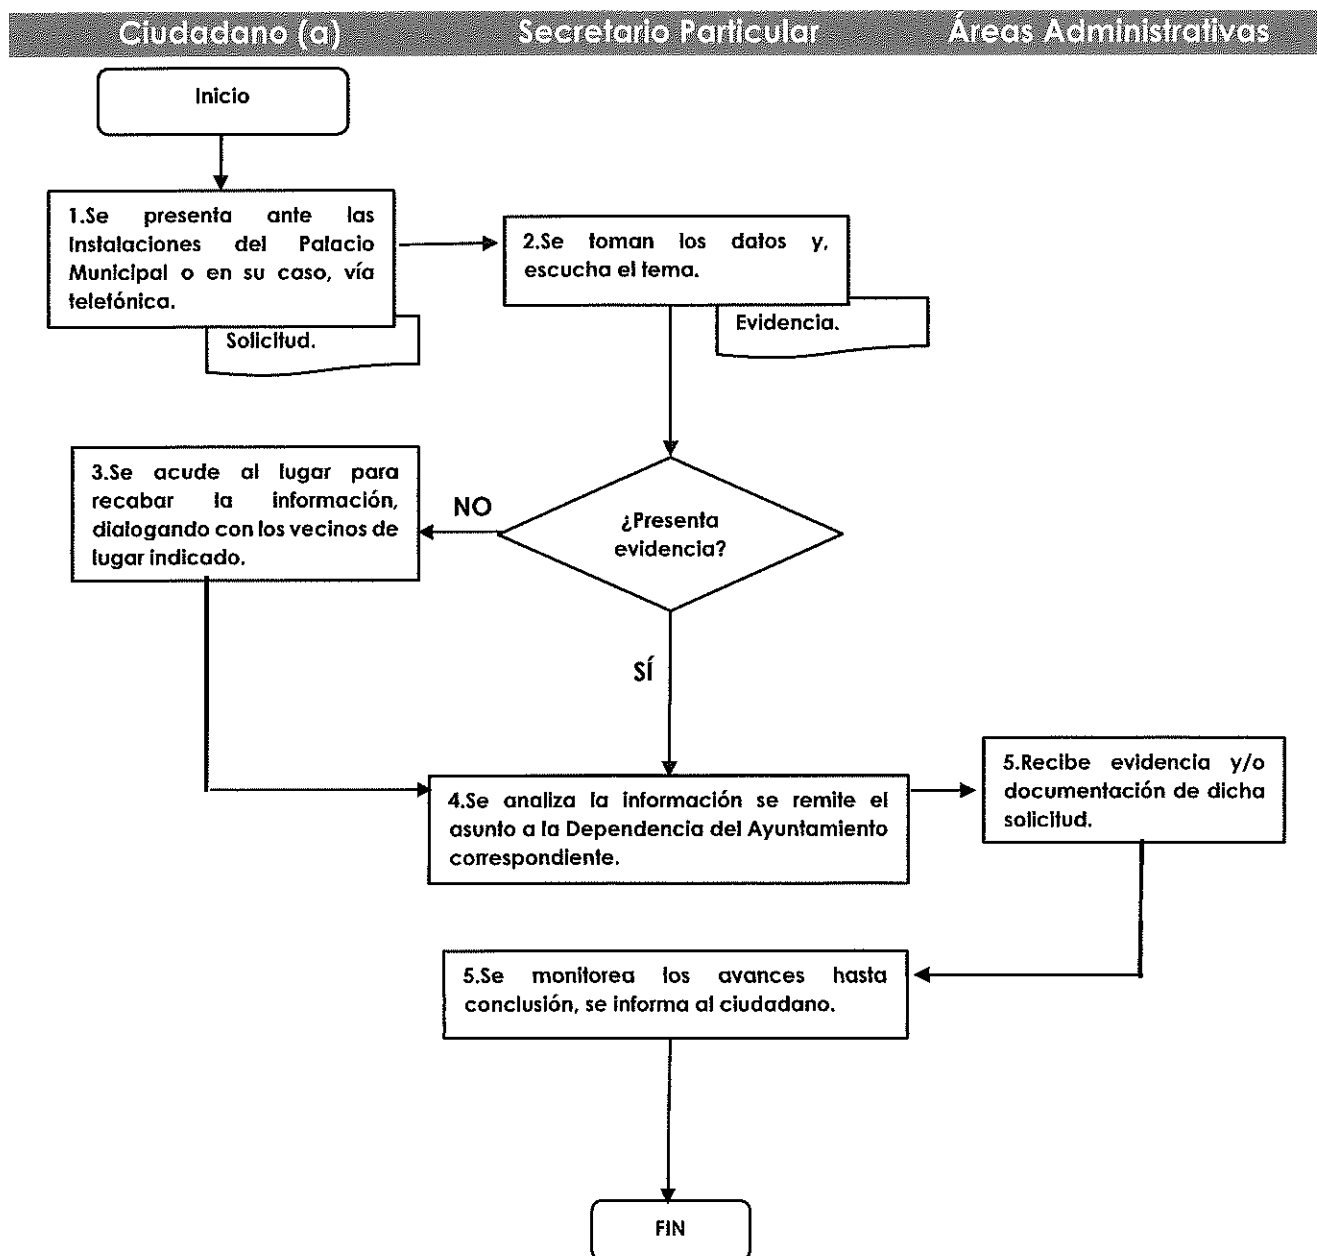 Ciudadano (a) Secretario Particular Áreas Administrativas
Inicio
1.Se presenta ante las
Instalaciones del Palacio
Municipal o en su caso, vía
telefónica.
Solicitud.
2.Se toman los datos y,
escucha el tema.
Evidencia.
¿Presenta
evidencia?
NO
3.Se acude al lugar para
recabar la información,
dialogando con los vecinos de
lugar indicado.
SÍ
4.Se analiza la información se remite el
asunto a la Dependencia del Ayuntamiento
correspondiente.
5.Recibe evidencia y/o
documentación de dicha
solicitud.
5.Se monitorea los avances hasta
conclusión, se informa al ciudadano.
FIN